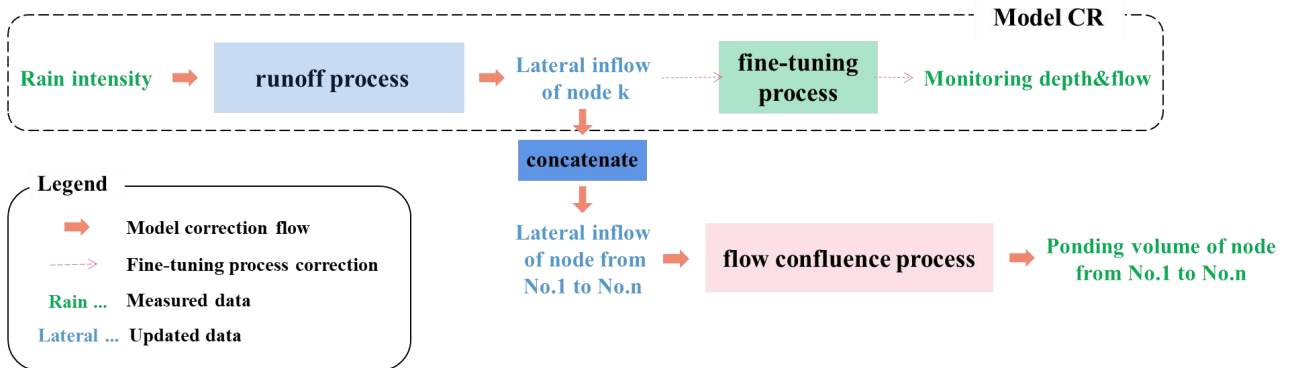 Model CR
Rain intensity
runoff process
Lateral inflow
of node k
fine-tuning
process
Monitoring depth&flow
concatenate
Lateral inflow
of node from
No.1 to No.n
flow confluence process
Ponding volume of node
from No.1 to No.n
Legend
Model correction flow
Fine-tuning process correction
Rain ... Measured data
Lateral ... Updated data